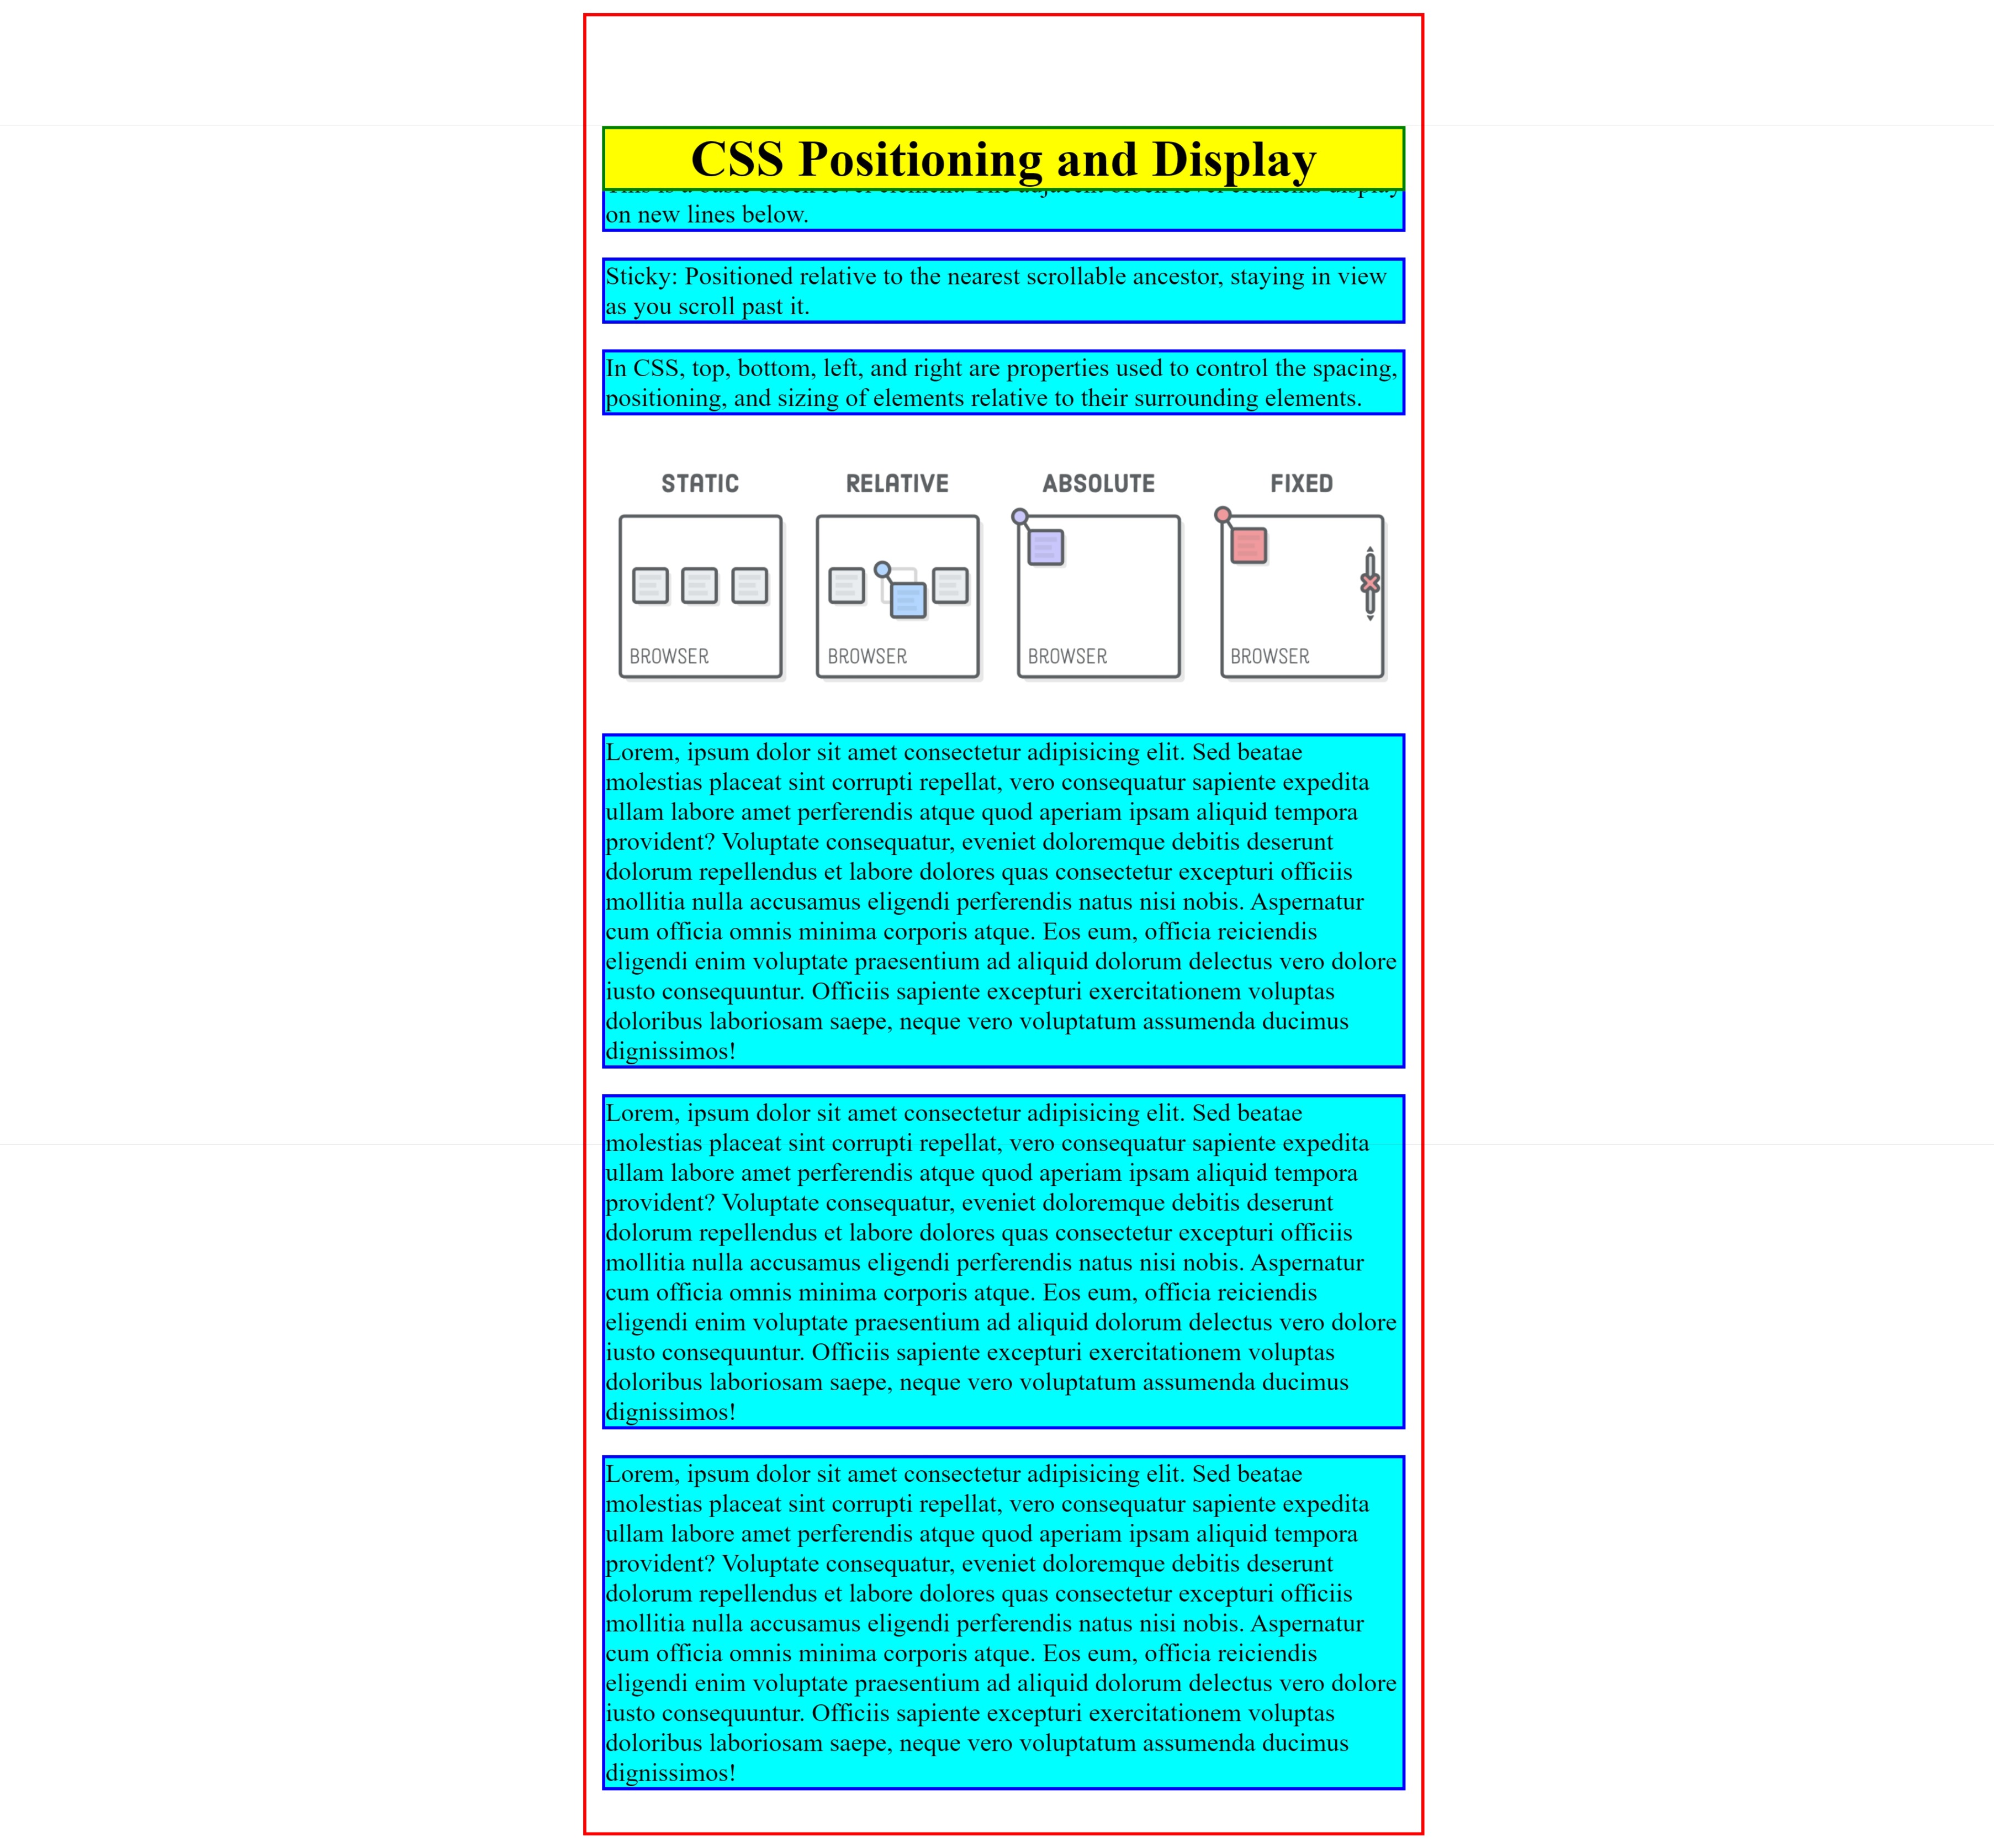 CSS Positioning and Display
This is a basic block level element. The adjacent block level elements display
on new lines below.
Sticky: Positioned relative to the nearest scrollable ancestor, staying in view
as you scroll past it.
In CSS, top, bottom, left, and right are properties used to control the spacing,
positioning, and sizing of elements relative to their surrounding elements.
STATIC RELATIVE ABSOLUTE FIXED
BROWSER BROWSER BROWSER BROWSER
Lorem, ipsum dolor sit amet consectetur adipisicing elit. Sed beatae
molestias placeat sint corrupti repellat, vero consequatur sapiente expedita
ullam labore amet perferendis atque quod aperiam ipsam aliquid tempora
provident? Voluptate consequatur, eveniet doloremque debitis deserunt
dolorum repellendus et labore dolores quas consectetur excepturi officiis
mollitia nulla accusamus eligendi perferendis natus nisi nobis. Aspernatur
cum officia omnis minima corporis atque. Eos eum, officia reiciendis
eligendi enim voluptate praesentium ad aliquid dolorum delectus vero dolore
iusto consequuntur. Officiis sapiente excepturi exercitationem voluptas
doloribus laboriosam saepe, neque vero voluptatum assumenda ducimus
dignissimos!
Lorem, ipsum dolor sit amet consectetur adipisicing elit. Sed beatae
molestias placeat sint corrupti repellat, vero consequatur sapiente expedita
ullam labore amet perferendis atque quod aperiam ipsam aliquid tempora
provident? Voluptate consequatur, eveniet doloremque debitis deserunt
dolorum repellendus et labore dolores quas consectetur excepturi officiis
mollitia nulla accusamus eligendi perferendis natus nisi nobis. Aspernatur
cum officia omnis minima corporis atque. Eos eum, officia reiciendis
eligendi enim voluptate praesentium ad aliquid dolorum delectus vero dolore
iusto consequuntur. Officiis sapiente excepturi exercitationem voluptas
doloribus laboriosam saepe, neque vero voluptatum assumenda ducimus
dignissimos!
Lorem, ipsum dolor sit amet consectetur adipisicing elit. Sed beatae
molestias placeat sint corrupti repellat, vero consequatur sapiente expedita
ullam labore amet perferendis atque quod aperiam ipsam aliquid tempora
provident? Voluptate consequatur, eveniet doloremque debitis deserunt
dolorum repellendus et labore dolores quas consectetur excepturi officiis
mollitia nulla accusamus eligendi perferendis natus nisi nobis. Aspernatur
cum officia omnis minima corporis atque. Eos eum, officia reiciendis
eligendi enim voluptate praesentium ad aliquid dolorum delectus vero dolore
iusto consequuntur. Officiis sapiente excepturi exercitationem voluptas
doloribus laboriosam saepe, neque vero voluptatum assumenda ducimus
dignissimos!